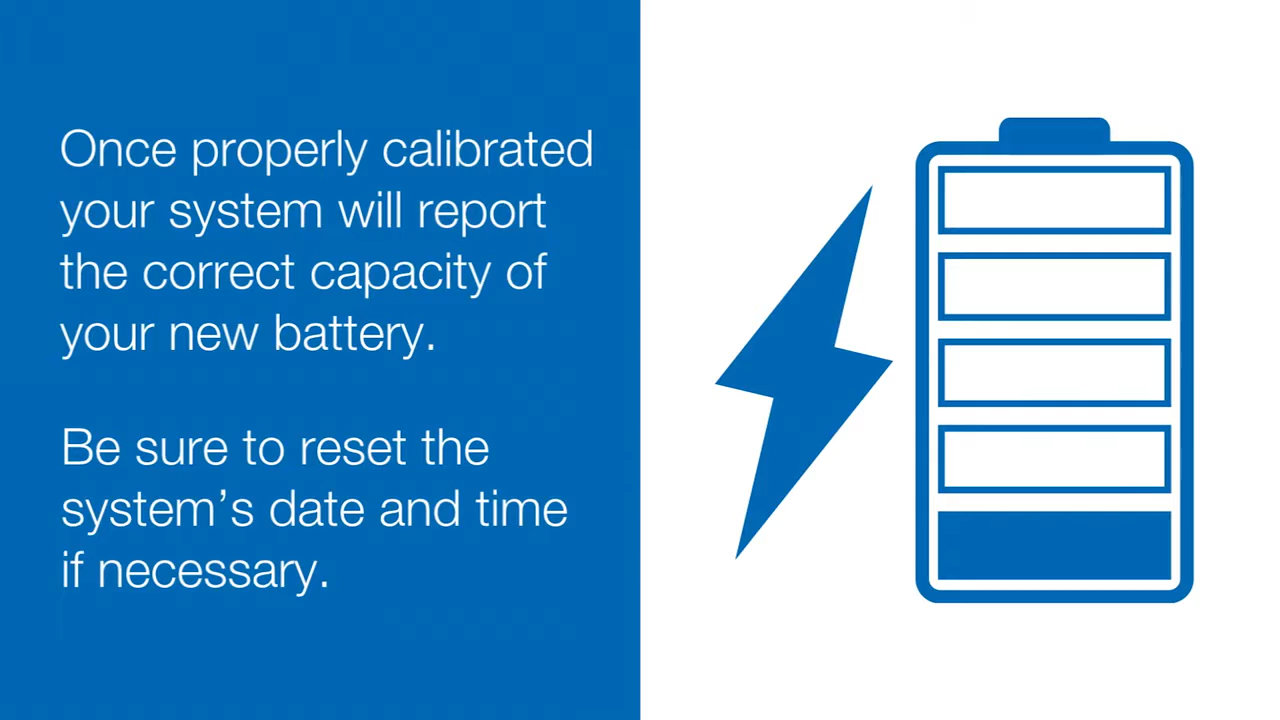 Once properly calibrated
your system will report
the correct capacity of
your new battery.
Be sure to reset the
system’s date and time
if necessary.